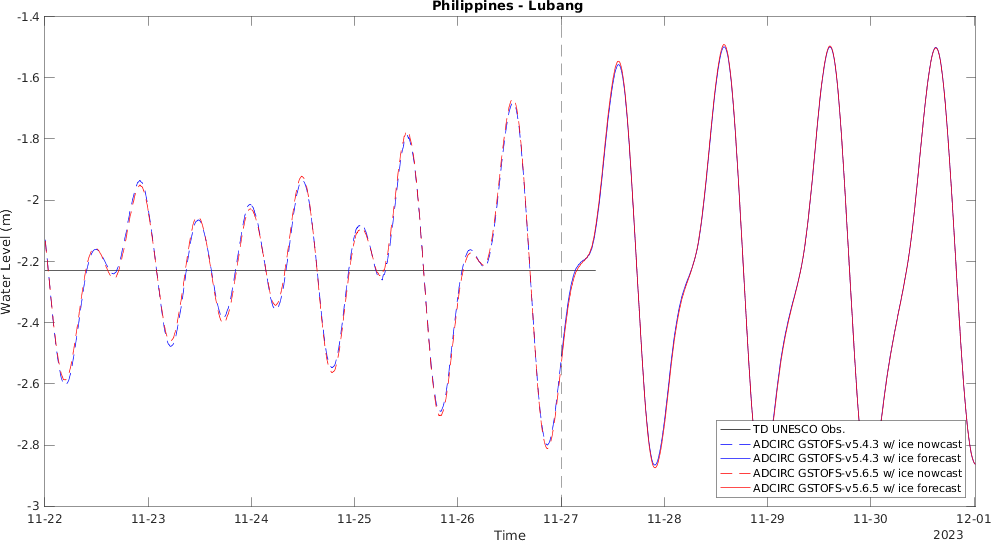 Philippines - Lubang
-1.4
-1.6
-1.8
-2
-2.2
-2.4
-2.6
-2.8
-3
Water Level (m)
11-22
11-23
11-24
11-25
11-26
11-27
11-28
11-29
11-30
12-01
Time
2023
TD UNESCO Obs.
ADCIRC GSTOFS-v5.4.3 w/ ice nowcast
ADCIRC GSTOFS-v5.4.3 w/ ice forecast
ADCIRC GSTOFS-v5.6.5 w/ ice nowcast
ADCIRC GSTOFS-v5.6.5 w/ ice forecast